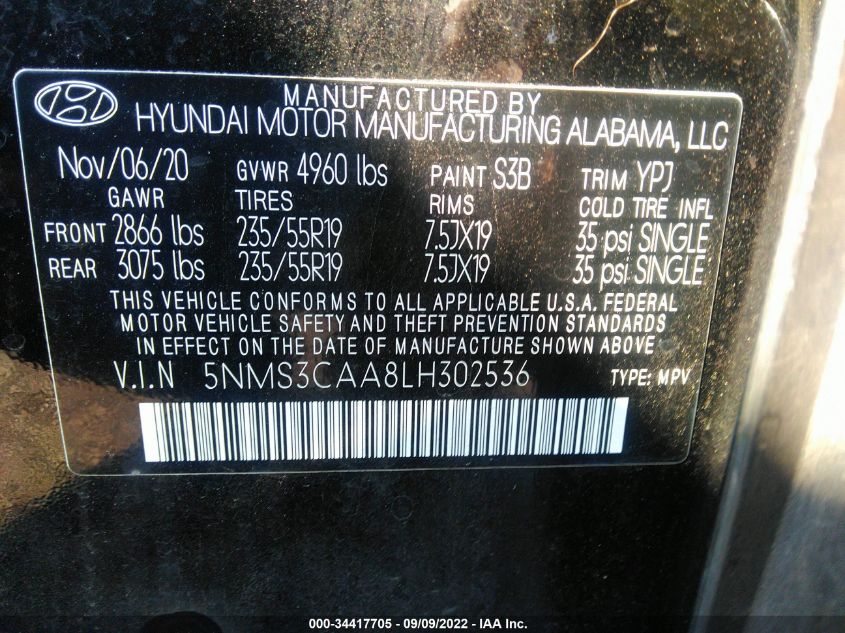 MANUFACTURED BY
HYUNDAI MOTOR MANUFACTURING ALABAMA, LLC
Nov/06/20 GVWR 4960 lbs PAINT S3B TRIM YPJ
GAWR TIRES RIMS COLD TIRE INFL
FRONT 2866 lbs 235/55R19 7.5JX19 35 psi SINGLE
REAR 3075 lbs 235/55R19 7.5JX19 35 psi SINGLE
THIS VEHICLE CONFORMS TO ALL APPLICABLE U.S.A. FEDERAL
MOTOR VEHICLE SAFETY AND THEFT PREVENTION STANDARDS
IN EFFECT ON THE DATE OF MANUFACTURE SHOWN ABOVE.
V.I.N 5NMS3CAA8LH302536 TYPE: MPV
000-34417705 - 09/09/2022 - IAA Inc.